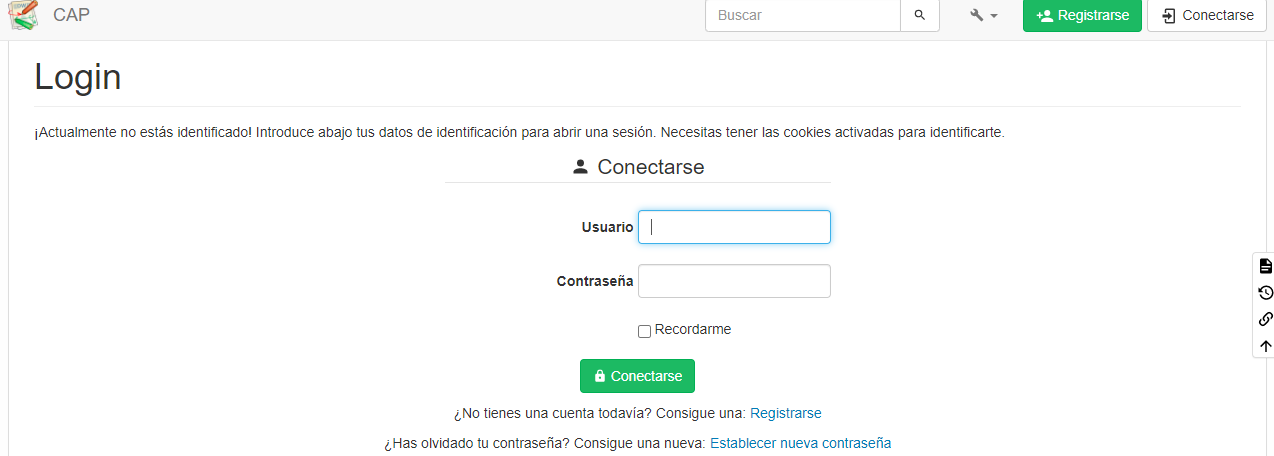 CAP
Buscar
Registrarse
Conectarse
Login
¡Actualmente no estás identificado! Introduce abajo tus datos de identificación para abrir una sesión. Necesitas tener las cookies activadas para identificarte.
Conectarse
Usuario
Contraseña
Recordarme
Conectarse
¿No tienes una cuenta todavía? Consigue una: Registrarse
¿Has olvidado tu contraseña? Consigue una nueva: Establecer nueva contraseña